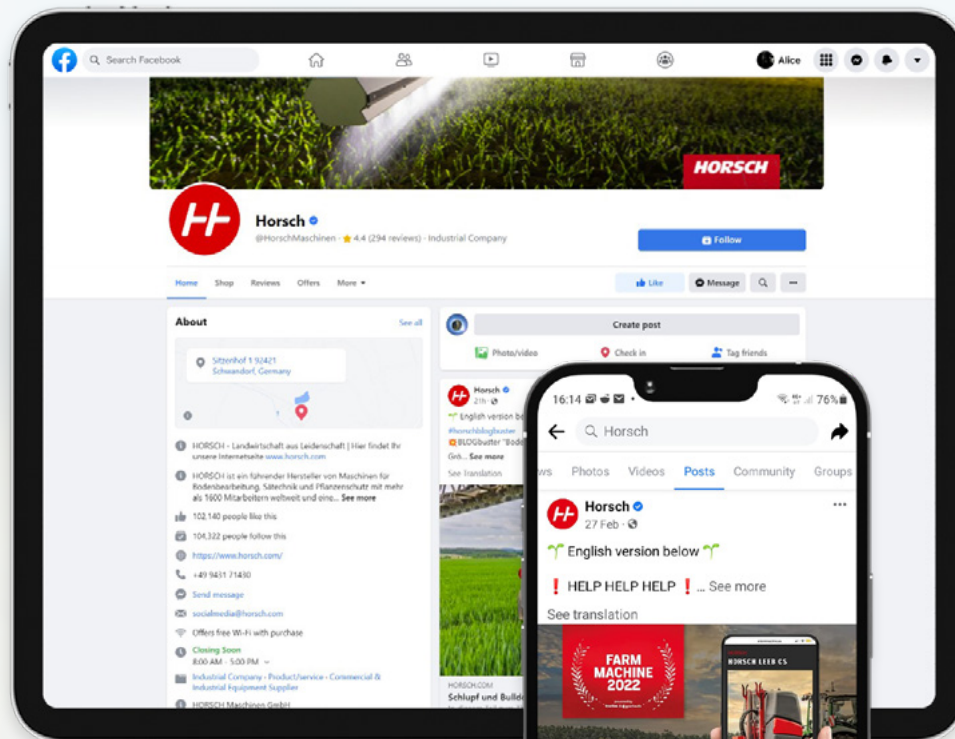 Search Facebook
Alice
HORSCH
Horsch
@HorschMaschinen · 4.4 (294 reviews) · Industrial Company
Follow
Home Shop Reviews Offers More
Like Message
About See all
Sitzenhof 1 92421
Schwandorf, Germany
HORSCH - Landwirtschaft aus Leidenschaft | Hier findet Ihr
unsere Internetseite www.horsch.com
HORSCH ist ein führender Hersteller von Maschinen für
Bodenbearbeitung, Sätechnik und Pflanzenschutz mit mehr
als 1600 Mitarbeitern weltweit und eine... See more
102,140 people like this
104,322 people follow this
https://www.horsch.com/
+49 9431 71430
Send message
socialmedia@horsch.com
Offers free Wi-Fi with purchase
Closing Soon
8:00 AM - 5:00 PM
Industrial Company · Product/service · Commercial &
Industrial Equipment Supplier
HORSCH Maschinen GmbH
Create post
Photo/video Check in Tag friends
Horsch
21h
English version be
#horschblogbuster
BLOGbuster "Bode
Grö... See more
See Translation
HORSCH.COM
Schlupf und Bulld
16:14 76%
Horsch
ws Photos Videos Posts Community Groups
Horsch
27 Feb
English version below
❗ HELP HELP HELP ❗ ... See more
See translation
FARM
MACHINE
2022
HORSCH LEEB CS